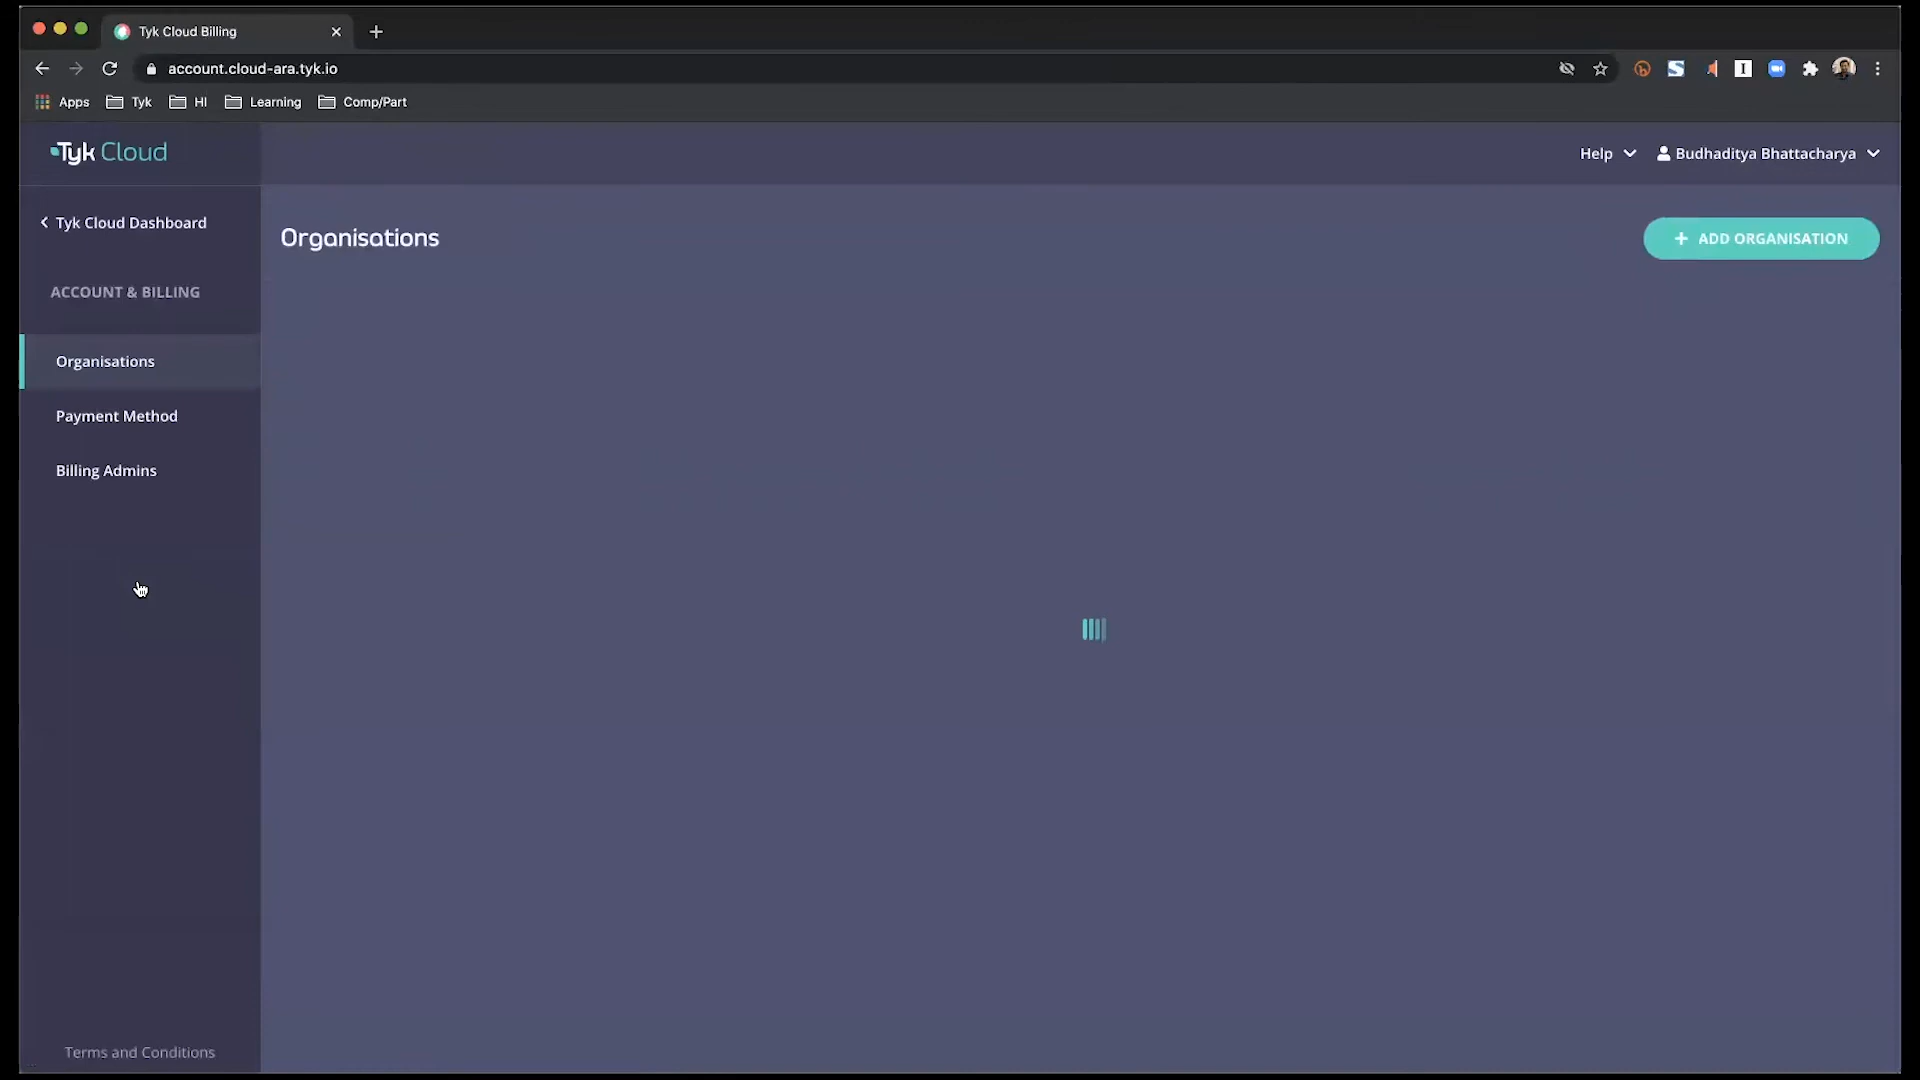 Tyk Cloud Billing
account.cloud-ara.tyk.io
Apps Tyk HI Learning Comp/Part
Tyk Cloud
Help Budhaditya Bhattacharya
Tyk Cloud Dashboard
Organisations
+ ADD ORGANISATION
ACCOUNT & BILLING
Organisations
Payment Method
Billing Admins
Terms and Conditions